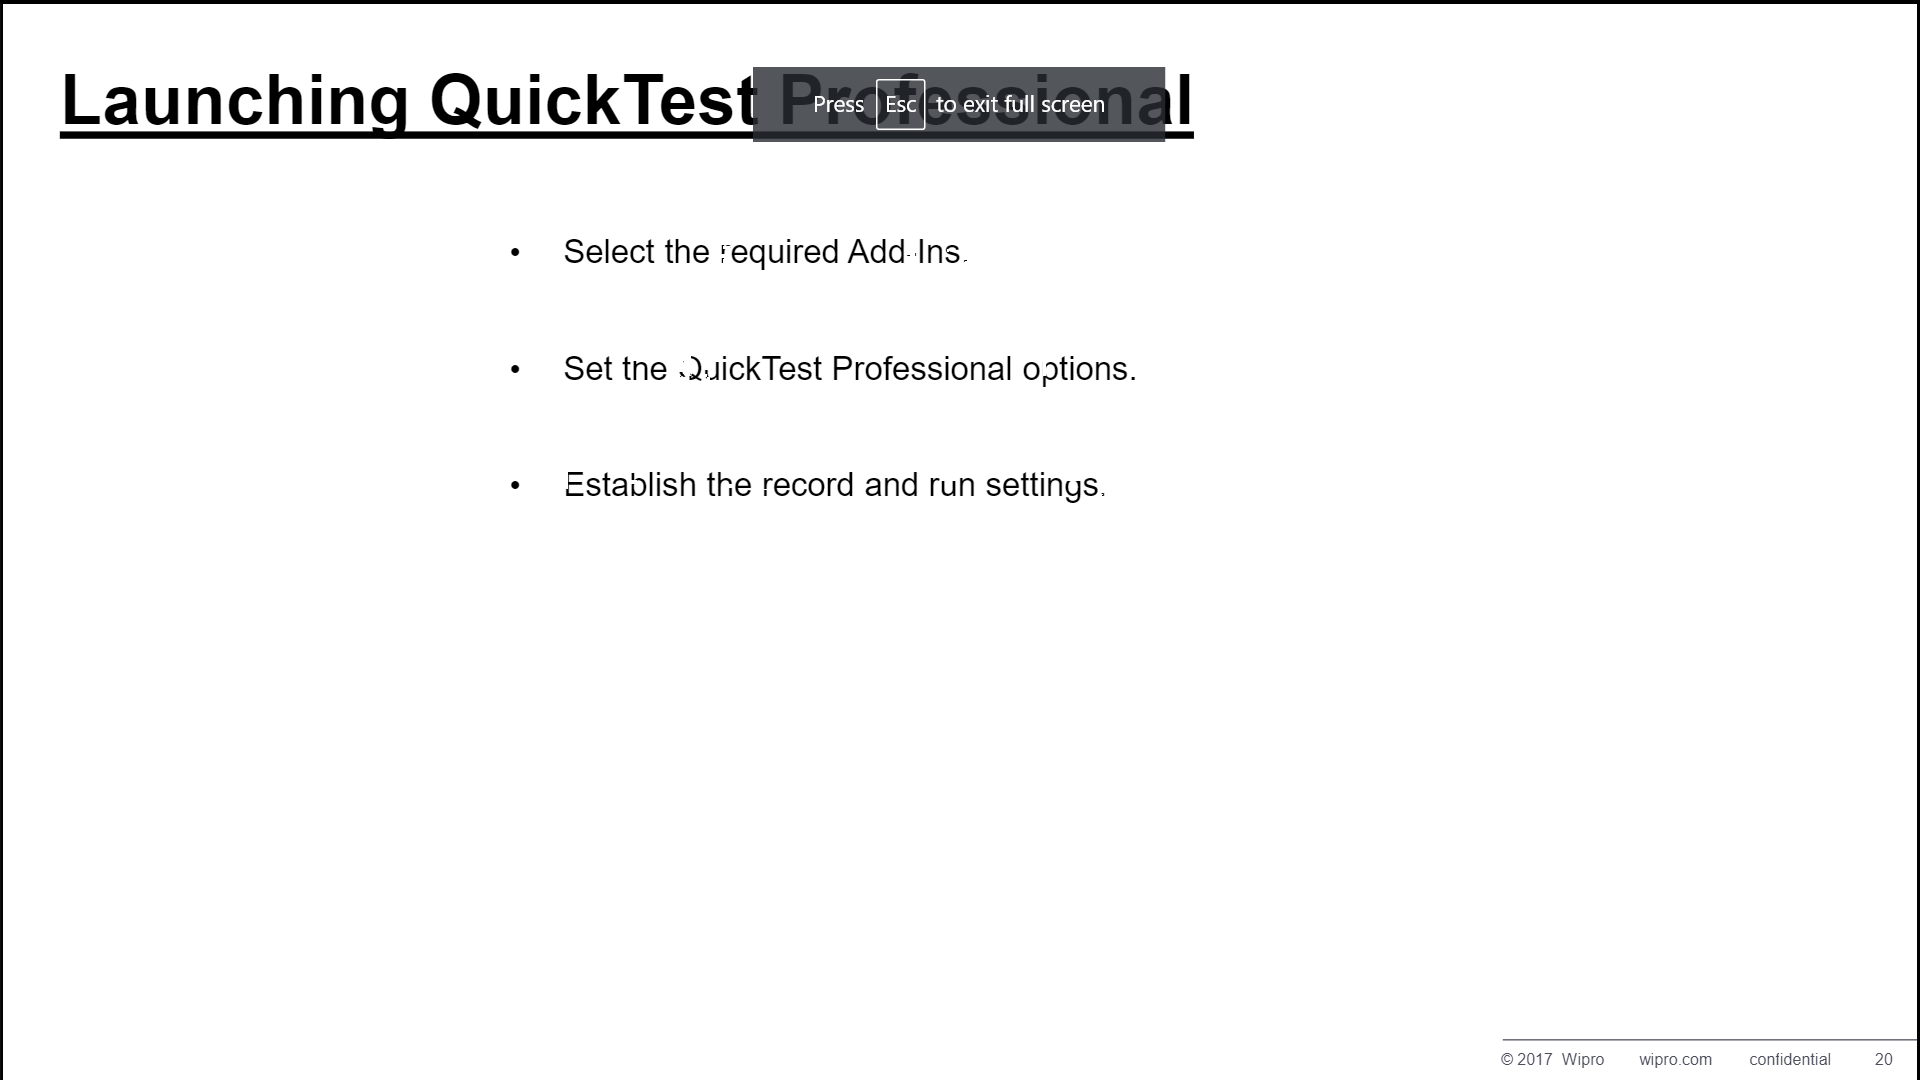 Launching QuickTest Professional
Press Esc to exit full screen
• Select the required Add-Ins.
• Set the QuickTest Professional options.
• Establish the record and run settings.
© 2017 Wipro wipro.com confidential 20